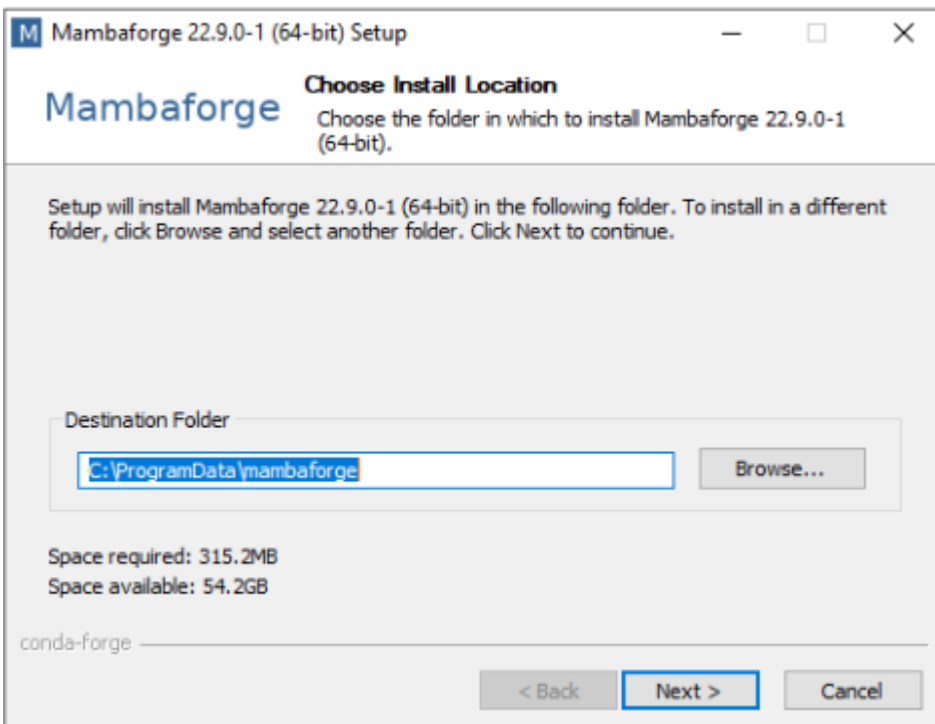 M Mambaforge 22.9.0-1 (64-bit) Setup
Mambaforge
Choose Install Location
Choose the folder in which to install Mambaforge 22.9.0-1
(64-bit).
Setup will install Mambaforge 22.9.0-1 (64-bit) in the following folder. To install in a different
folder, click Browse and select another folder. Click Next to continue.
Destination Folder
C:\ProgramData\mambaforge
Browse...
Space required: 315.2MB
Space available: 54.2GB
conda-forge
< Back
Next >
Cancel